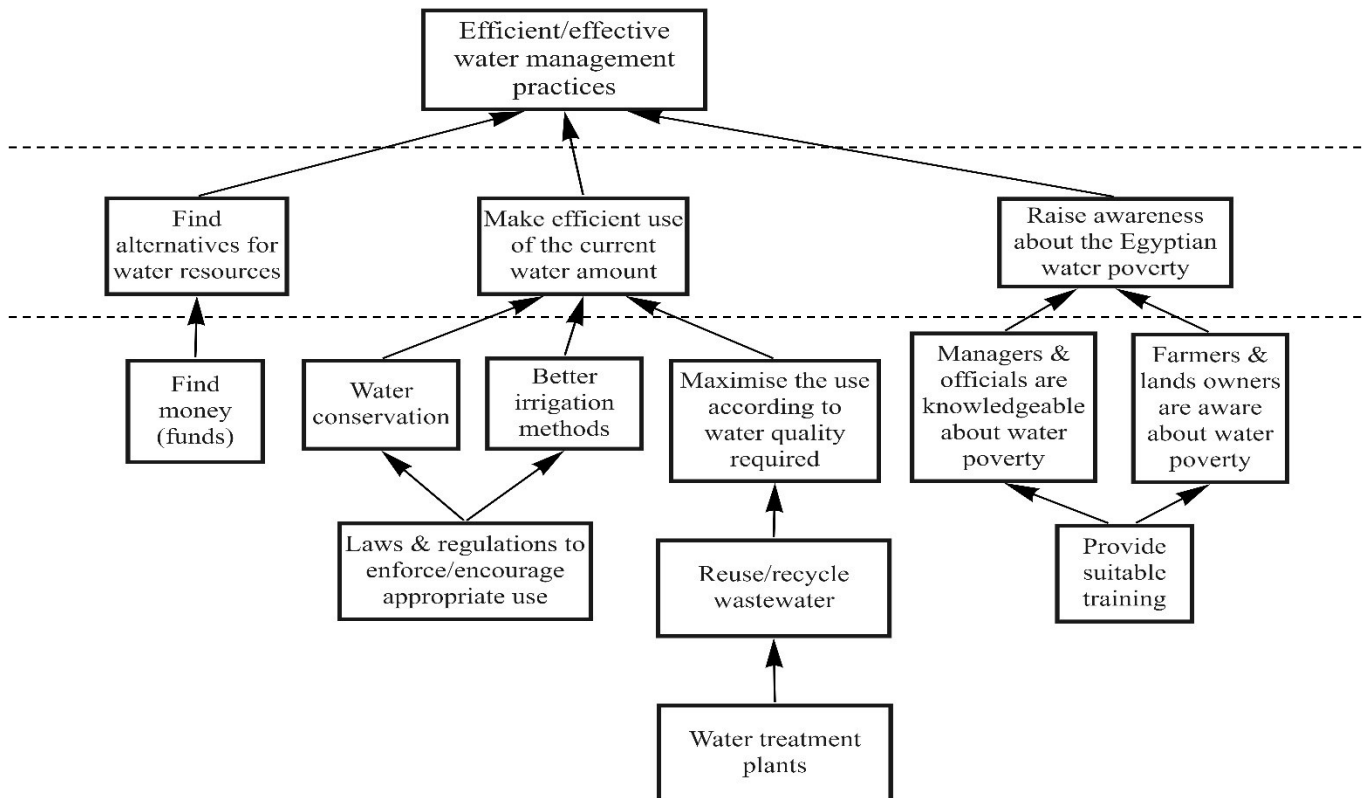 Efficient/effective
water management
practices
Find
alternatives for
water resources
Make efficient use
of the current
water amount
Raise awareness
about the Egyptian
water poverty
Find
money
(funds)
Water
conservation
Better
irrigation
methods
Maximise the use
according to
water quality
required
Managers &
officials are
knowledgeable
about water
poverty
Farmers &
lands owners
are aware
about water
poverty
Laws & regulations to
enforce/encourage
appropriate use
Reuse/recycle
wastewater
Provide
suitable
training
Water treatment
plants